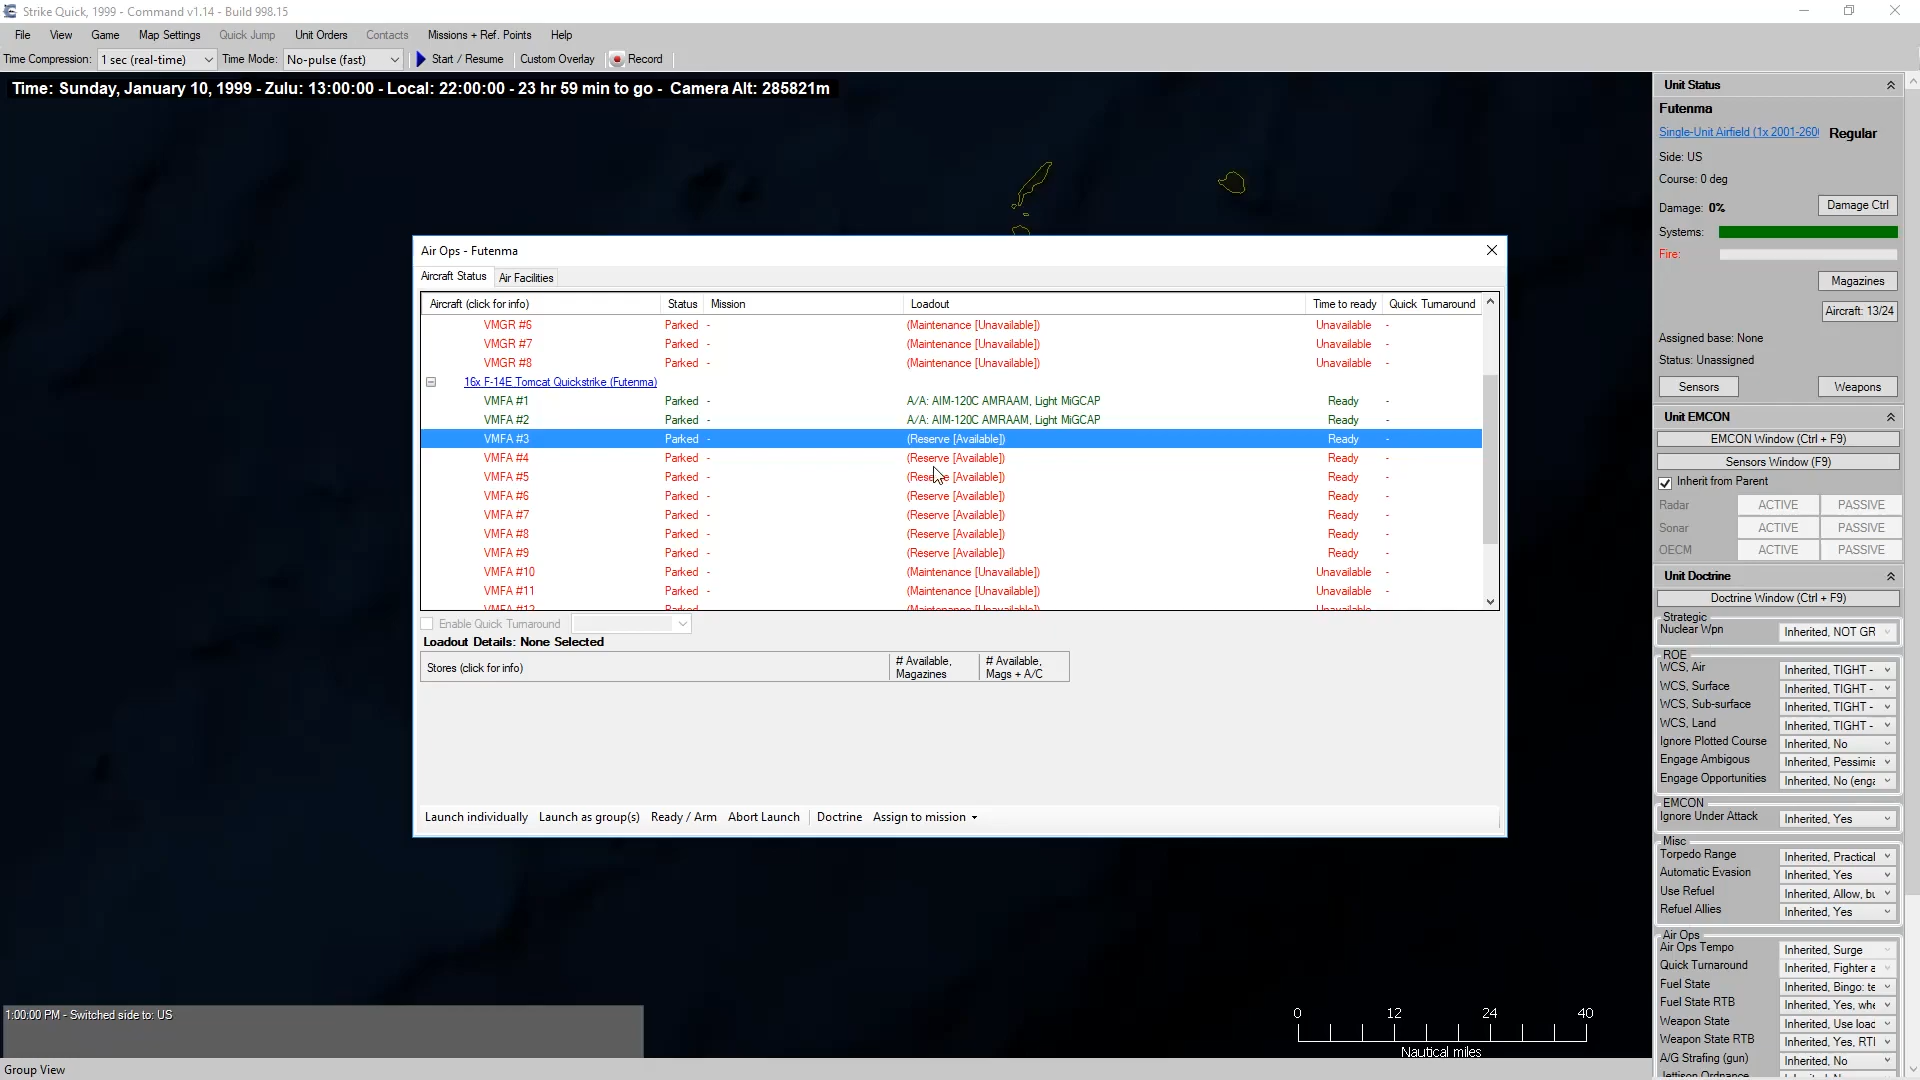 Strike Quick, 1999 - Command v1.14 - Build 998.15
File View Game Map Settings Quick Jump Unit Orders Contacts Missions + Ref. Points Help
Time Compression: 1 sec (real-time) Time Mode: No-pulse (fast) Start / Resume Custom Overlay Record
Time: Sunday, January 10, 1999 - Zulu: 13:00:00 - Local: 22:00:00 - 23 hr 59 min to go - Camera Alt: 285821m
Air Ops - Futenma
Aircraft Status Air Facilities
Aircraft (click for info) Status Mission Loadout Time to ready Quick Turnaround
VMGR #6 Parked - (Maintenance [Unavailable]) Unavailable -
VMGR #7 Parked - (Maintenance [Unavailable]) Unavailable -
VMGR #8 Parked - (Maintenance [Unavailable]) Unavailable -
16x F-14E Tomcat Quickstrike (Futenma)
VMFA #1 Parked - A/A: AIM-120C AMRAAM, Light MiGCAP Ready -
VMFA #2 Parked - A/A: AIM-120C AMRAAM, Light MiGCAP Ready -
VMFA #3 Parked - (Reserve [Available]) Ready -
VMFA #4 Parked - (Reserve [Available]) Ready -
VMFA #5 Parked - (Reserve [Available]) Ready -
VMFA #6 Parked - (Reserve [Available]) Ready -
VMFA #7 Parked - (Reserve [Available]) Ready -
VMFA #8 Parked - (Reserve [Available]) Ready -
VMFA #9 Parked - (Reserve [Available]) Ready -
VMFA #10 Parked - (Maintenance [Unavailable]) Unavailable -
VMFA #11 Parked - (Maintenance [Unavailable]) Unavailable -
VMFA #12 Parked (Maintenance [Unavailable]) Unavailable
Enable Quick Turnaround
Loadout Details: None Selected
Stores (click for info) # Available, Magazines # Available, Mags + A/C
Launch individually Launch as group(s) Ready / Arm Abort Launch Doctrine Assign to mission
1:00:00 PM - Switched side to: US
0 12 24 40
Nautical miles
Group View
Unit Status
Futenma
Single-Unit Airfield (1x 2001-260 Regular
Side: US
Course: 0 deg
Damage: 0% Damage Ctrl
Systems:
Fire:
Magazines
Aircraft: 13/24
Assigned base: None
Status: Unassigned
Sensors Weapons
Unit EMCON
EMCON Window (Ctrl + F9)
Sensors Window (F9)
Inherit from Parent
Radar ACTIVE PASSIVE
Sonar ACTIVE PASSIVE
OECM ACTIVE PASSIVE
Unit Doctrine
Doctrine Window (Ctrl + F9)
Strategic
Nuclear Wpn Inherited, NOT GR
ROE
WCS, Air Inherited, TIGHT -
WCS, Surface Inherited, TIGHT -
WCS, Sub-surface Inherited, TIGHT -
WCS, Land Inherited, TIGHT -
Ignore Plotted Course Inherited, No
Engage Ambigous Inherited, Pessimis
Engage Opportunities Inherited, No (enga
EMCON
Ignore Under Attack Inherited, Yes
Misc
Torpedo Range Inherited, Practical
Automatic Evasion Inherited, Yes
Use Refuel Inherited, Allow, bu
Refuel Allies Inherited, Yes
Air Ops
Air Ops Tempo Inherited, Surge
Quick Turnaround Inherited, Fighter a
Fuel State Inherited, Bingo: te
Fuel State RTB Inherited, Yes, whe
Weapon State Inherited, Use load
Weapon State RTB Inherited, Yes, RTI
A/G Strafing (gun) Inherited, No
Jettison Ordnance